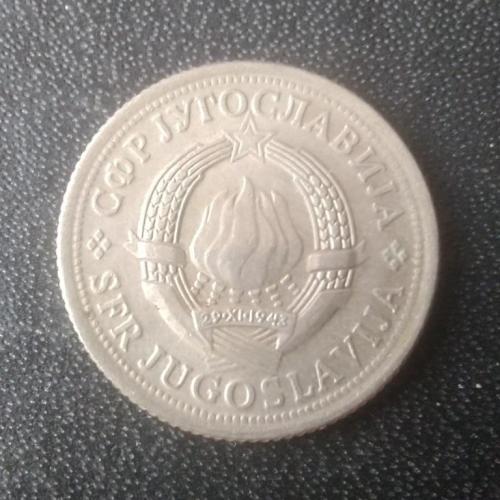 СФР ЈУГОСЛАВИЈА
29·XI·1943
SFR JUGOSLAVIJA